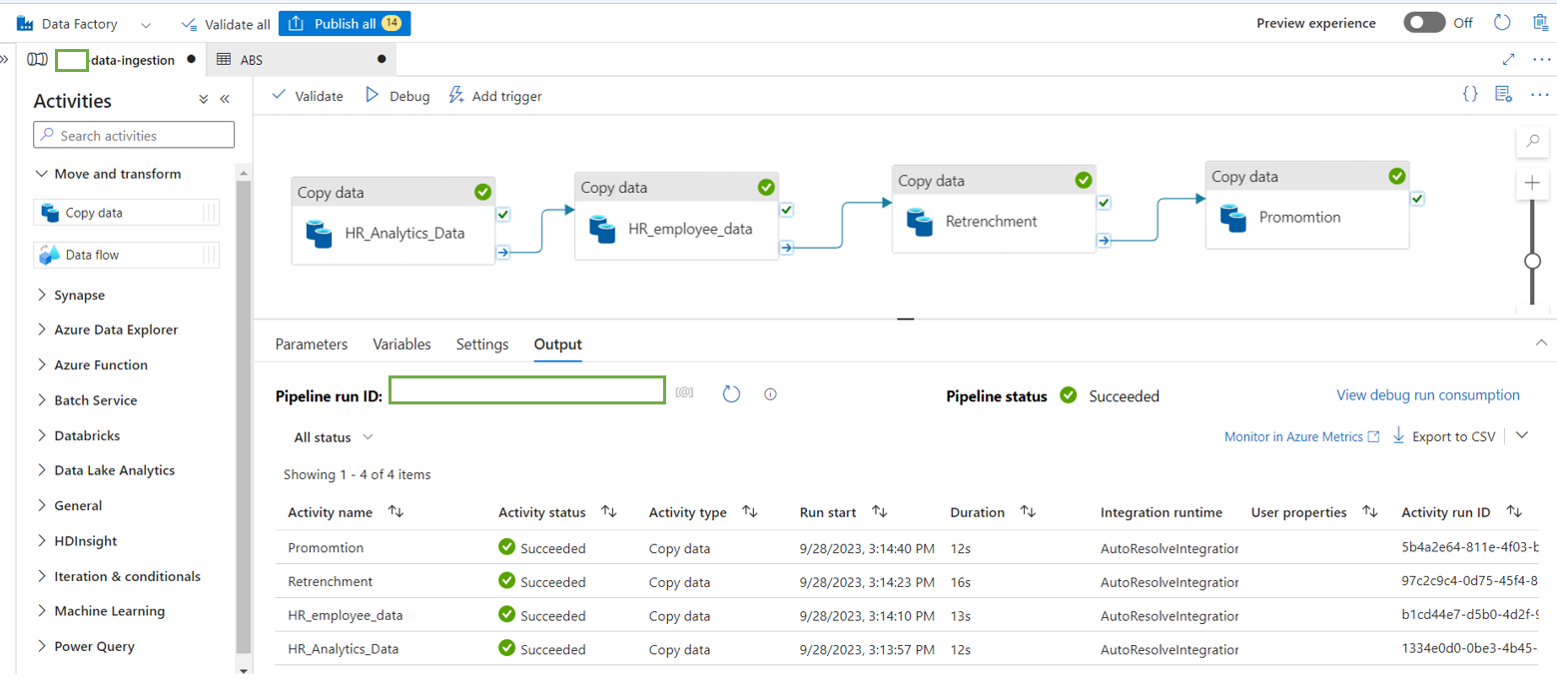 Data Factory Validate all Publish all 14 Preview experience Off
-data-ingestion ABS
Activities
Validate Debug Add trigger
Search activities
Move and transform
Copy data
Data flow
Synapse
Azure Data Explorer
Azure Function
Batch Service
Databricks
Data Lake Analytics
General
HDInsight
Iteration & conditionals
Machine Learning
Power Query
Copy data
HR_Analytics_Data
Copy data
HR_employee_data
Copy data
Retrenchment
Copy data
Promomtion
Parameters Variables Settings Output
Pipeline run ID: Pipeline status Succeeded View debug run consumption
All status Monitor in Azure Metrics Export to CSV
Showing 1 - 4 of 4 items
Activity name Activity status Activity type Run start Duration Integration runtime User properties Activity run ID
Promomtion Succeeded Copy data 9/28/2023, 3:14:40 PM 12s AutoResolveIntegration 5b4a2e64-811e-4f03-b
Retrenchment Succeeded Copy data 9/28/2023, 3:14:23 PM 16s AutoResolveIntegration 97c2c9c4-0d75-45f4-8
HR_employee_data Succeeded Copy data 9/28/2023, 3:14:10 PM 13s AutoResolveIntegration b1cd44e7-d5b0-4d2f-9
HR_Analytics_Data Succeeded Copy data 9/28/2023, 3:13:57 PM 12s AutoResolveIntegration 1334e0d0-0be3-4b45-